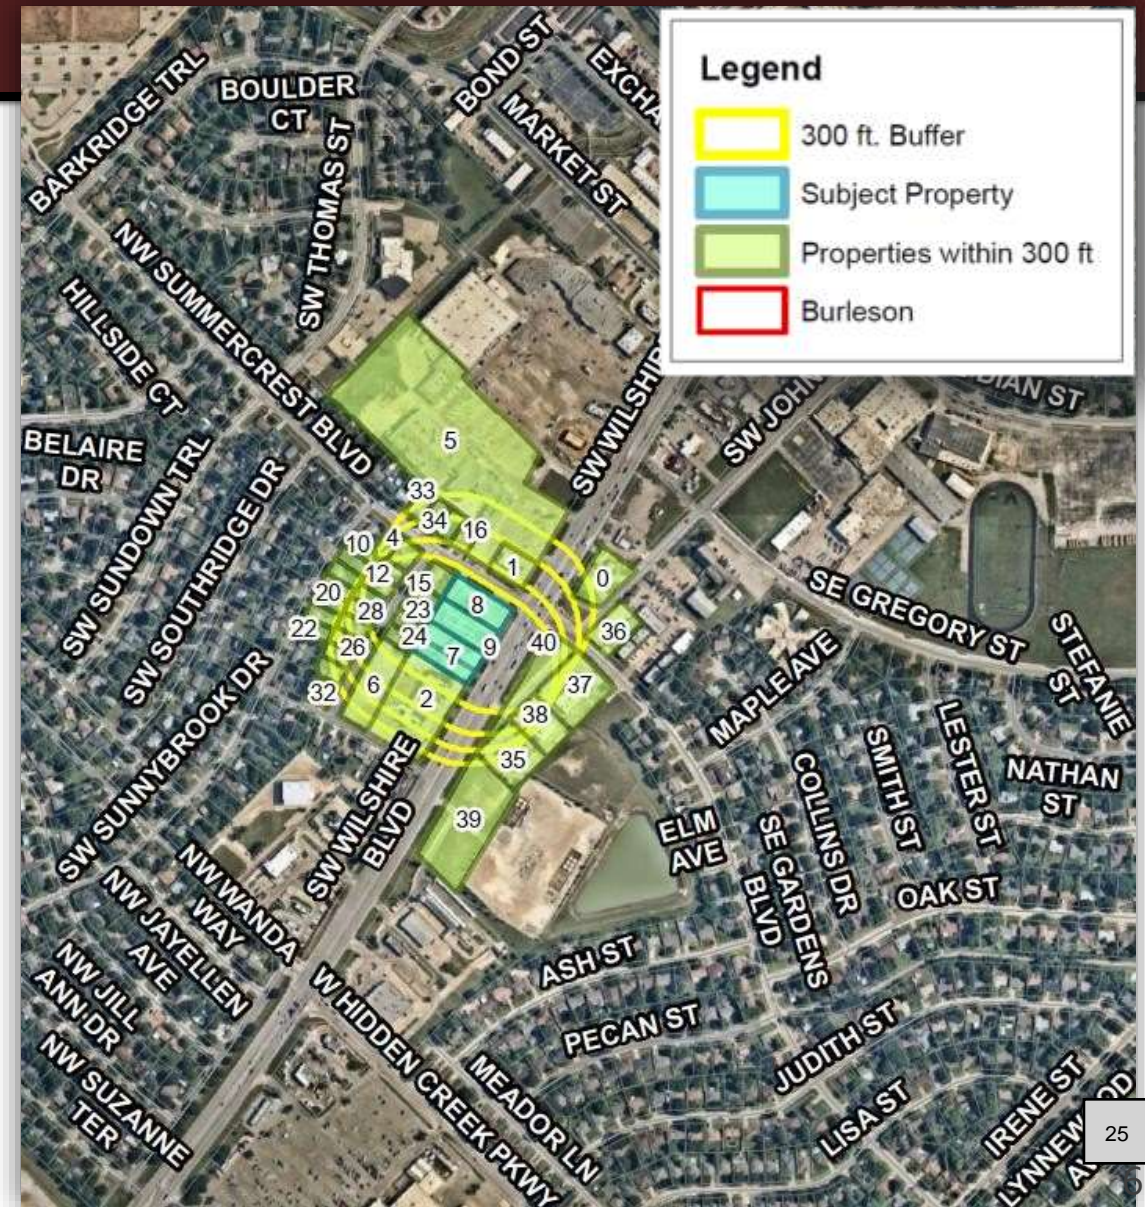 Legend
300 ft. Buffer
Subject Property
Properties within 300 ft
Burleson
BARKRIDGE TRL
BOULDER
CT
BOND ST
MARKET ST
SW THOMAS ST
NW SUMMERCREST BLVD
HILLSIDE CT
BELAIRE
DR
SW SUNDOWN TRL
SW SOUTHRIDGE DR
SW SUNNYBROOK DR
SE GREGORY ST
STEFANIE
ST
MAPLE AVE
NATHAN
ST
LESTER ST
SMITH ST
COLLINS DR
SE GARDENS
BLVD
ELM
AVE
OAK ST
SW WILSHIRE
BLVD
NW WANDA
WAY
NW JAYELLEN
AVE
NW JILL
ANN DR
NW SUZANNE
TER
W HIDDEN CREEK PKWY
MEADOR LN
ASH ST
PECAN ST
JUDITH ST
LISA ST
IRENE ST
5
33
34
16
4
10
1
0
12
15
20
28
23
8
22
24
9
40
36
26
7
6
32
2
37
38
35
39
25